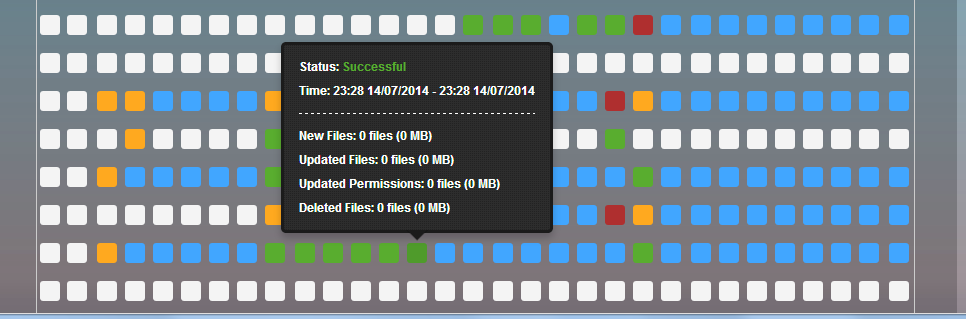 Status: Successful
Time: 23:28 14/07/2014 - 23:28 14/07/2014
New Files: 0 files (0 MB)
Updated Files: 0 files (0 MB)
Updated Permissions: 0 files (0 MB)
Deleted Files: 0 files (0 MB)